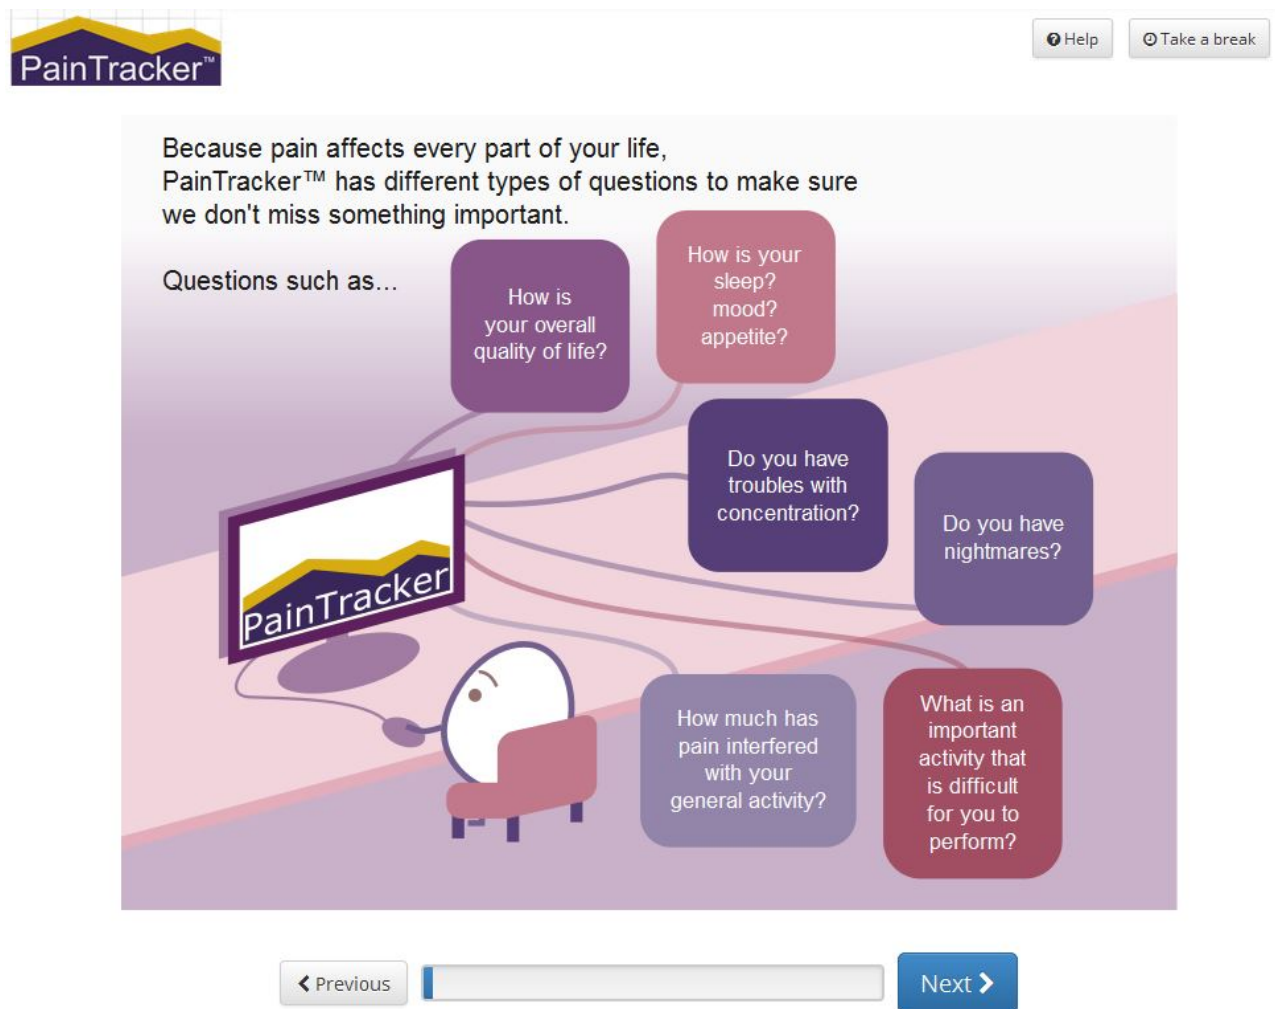 PainTracker™
Help
Take a break
Because pain affects every part of your life,
PainTracker™ has different types of questions to make sure
we don't miss something important.
Questions such as...
How is
your overall
quality of life?
How is your
sleep?
mood?
appetite?
Do you have
troubles with
concentration?
Do you have
nightmares?
PainTracker
How much has
pain interfered
with your
general activity?
What is an
important
activity that
is difficult
for you to
perform?
Previous
Next